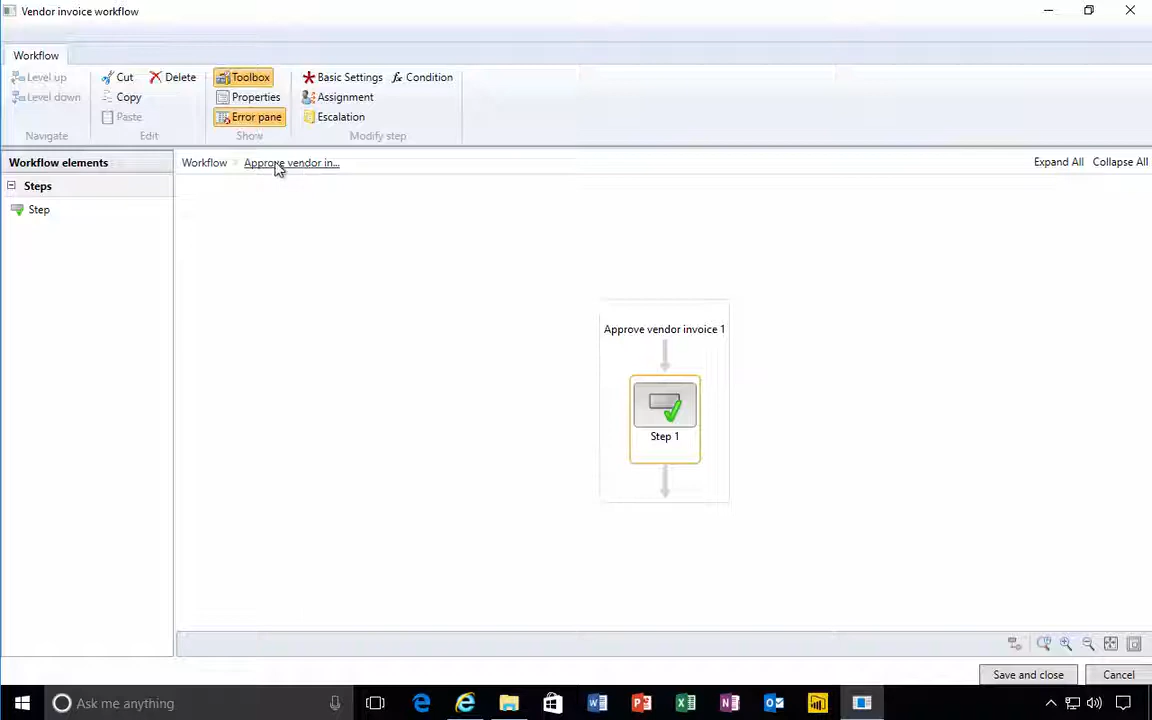 Vendor invoice workflow
Workflow
Level up
Cut
Delete
Toolbox
Basic Settings
Condition
Level down
Copy
Properties
Assignment
Paste
Error pane
Escalation
Navigate
Edit
Show
Modify step
Workflow elements
Workflow
Approve vendor in...
Expand All
Collapse All
Steps
Step
Approve vendor invoice 1
Step 1
Save and close
Cancel
Ask me anything